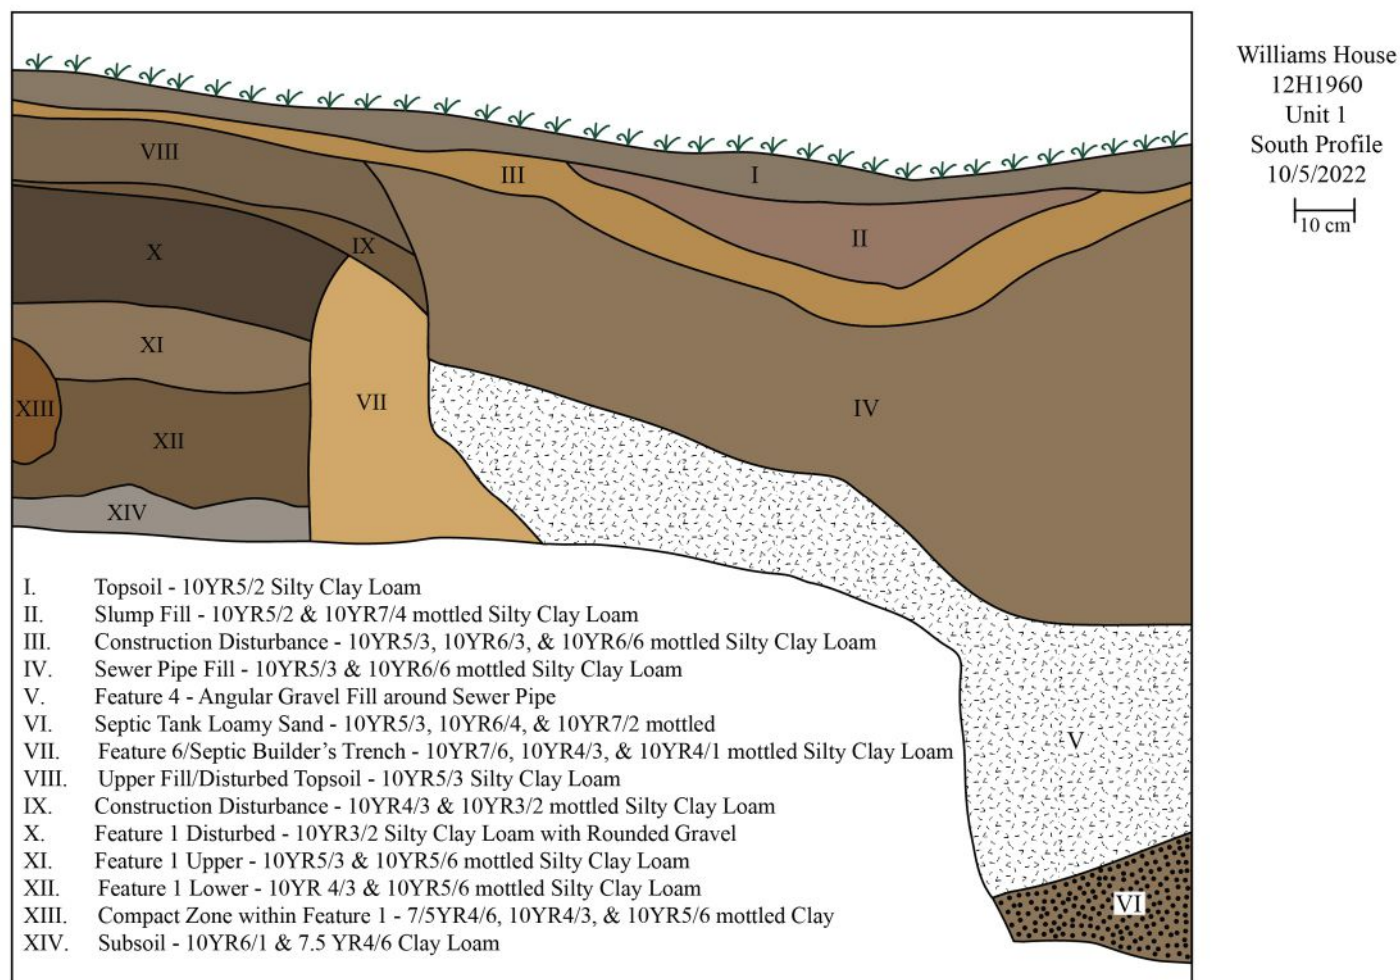 Williams House
12H1960
Unit 1
South Profile
10/5/2022
10 cm
VIII
III
I
II
IX
X
XI
VII
XIII
IV
XII
XIV
V
VI
I. Topsoil - 10YR5/2 Silty Clay Loam
II. Slump Fill - 10YR5/2 & 10YR7/4 mottled Silty Clay Loam
III. Construction Disturbance - 10YR5/3, 10YR6/3, & 10YR6/6 mottled Silty Clay Loam
IV. Sewer Pipe Fill - 10YR5/3 & 10YR6/6 mottled Silty Clay Loam
V. Feature 4 - Angular Gravel Fill around Sewer Pipe
VI. Septic Tank Loamy Sand - 10YR5/3, 10YR6/4, & 10YR7/2 mottled
VII. Feature 6/Septic Builder's Trench - 10YR7/6, 10YR4/3, & 10YR4/1 mottled Silty Clay Loam
VIII. Upper Fill/Disturbed Topsoil - 10YR5/3 Silty Clay Loam
IX. Construction Disturbance - 10YR4/3 & 10YR3/2 mottled Silty Clay Loam
X. Feature 1 Disturbed - 10YR3/2 Silty Clay Loam with Rounded Gravel
XI. Feature 1 Upper - 10YR5/3 & 10YR5/6 mottled Silty Clay Loam
XII. Feature 1 Lower - 10YR 4/3 & 10YR5/6 mottled Silty Clay Loam
XIII. Compact Zone within Feature 1 - 7/5YR4/6, 10YR4/3, & 10YR5/6 mottled Clay
XIV. Subsoil - 10YR6/1 & 7.5 YR4/6 Clay Loam